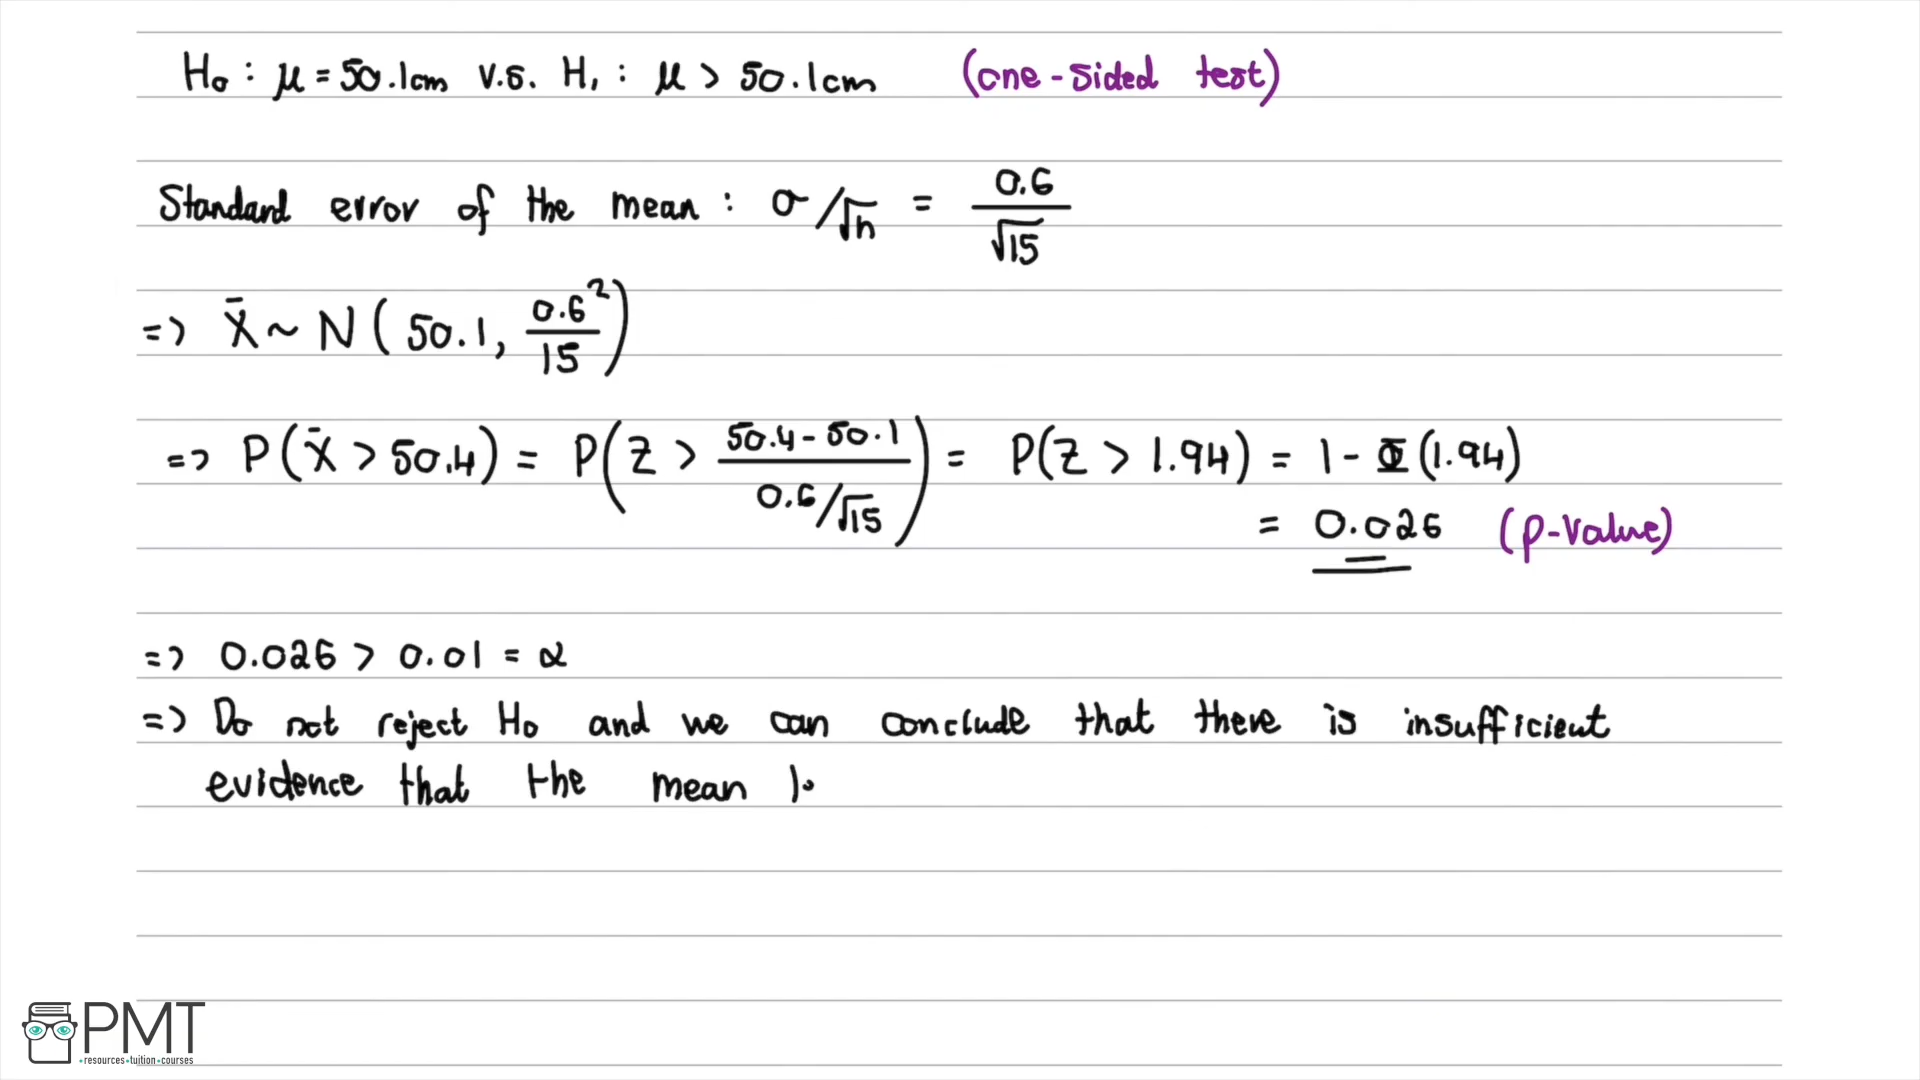 H₀ : μ = 50.1cm v.s. H₁ : μ > 50.1cm (one-sided test)
Standard error of the mean : σ/√n = 0.6/√15
=> X̄ ~ N(50.1, 0.6²/15)
=> P(X̄ > 50.4) = P(Z > (50.4-50.1)/(0.6/√15)) = P(Z > 1.94) = 1 - Φ(1.94)
= 0.026 (p-value)
=> 0.026 > 0.01 = α
=> Do not reject H₀ and we can conclude that there is insufficient
evidence that the mean
PMT
•resources•tuition•courses